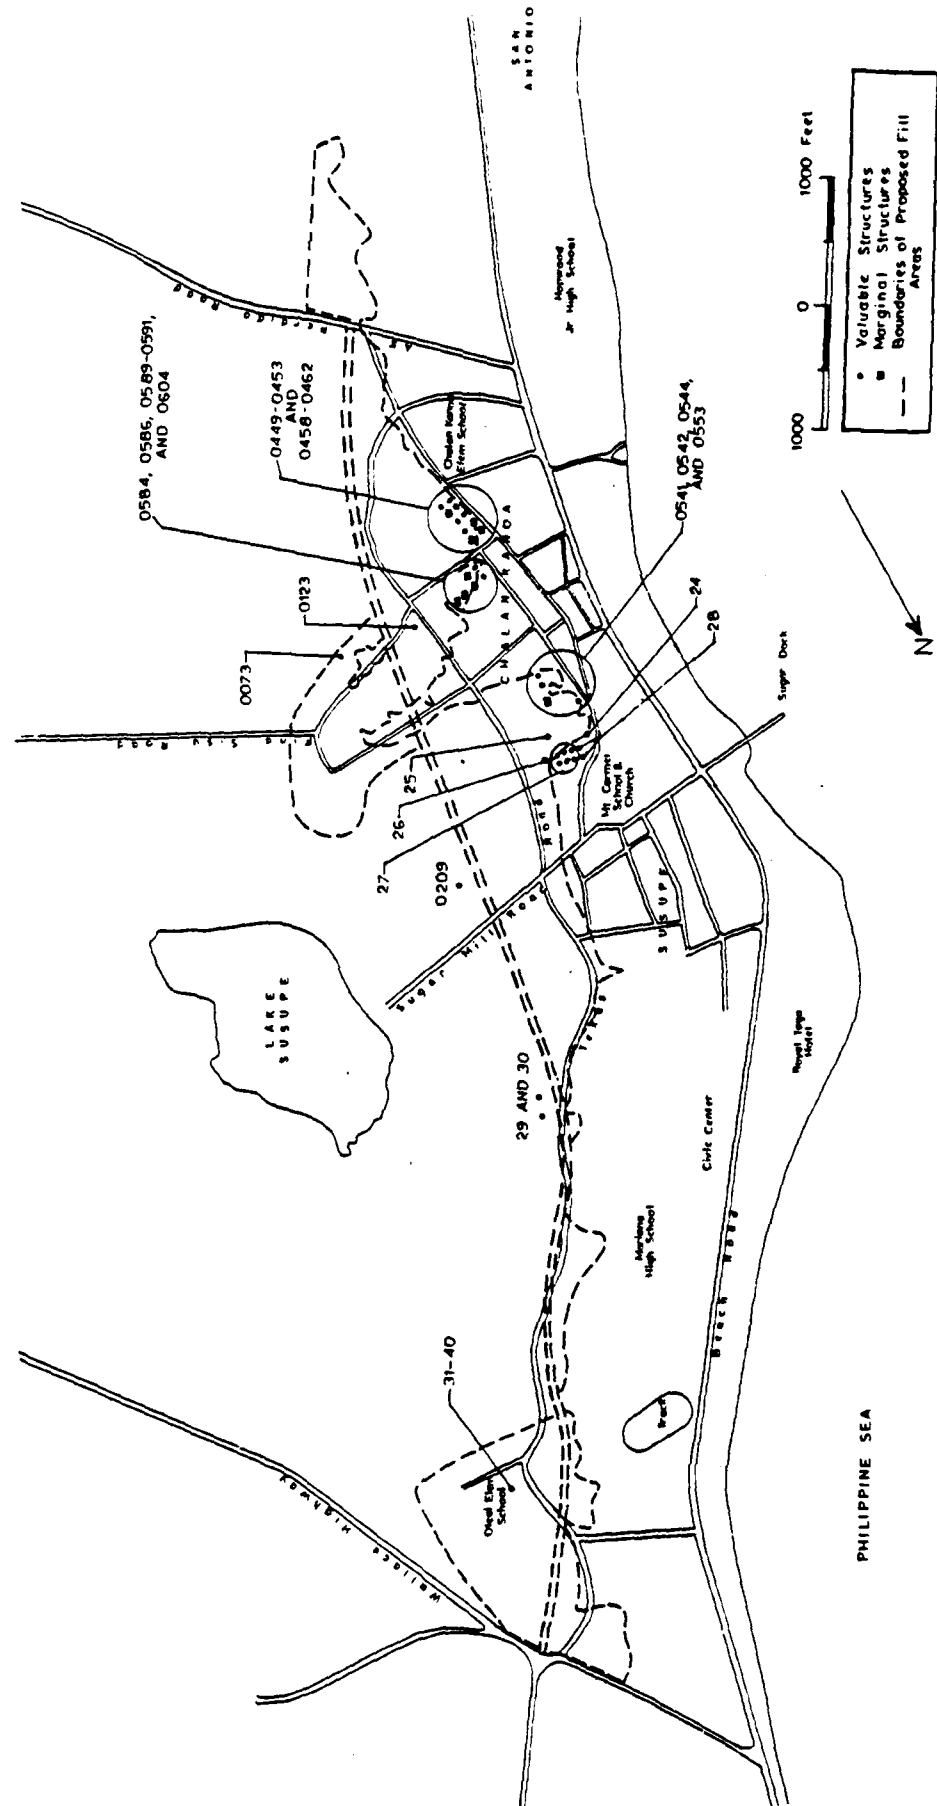 SAN
ANTONIO
0584, 0586, 0589-0591,
AND 0604
0449-0453
AND
0458-0462
0123
0073
25
26
27
0209
29 AND 30
31-40
0541, 0542, 0544,
AND 0553
24
28
LAKE
SUSUPE
Sugar Mill Road
Texas
Road
Wallace Highway
Beach Road
CHALAN KANOA
SUSUPE
Chalan Kanoa
Elem School
Hopwood
Jr High School
Mt Carmel
School &
Church
Sugar Dock
Royal Taga
Hotel
Civic Center
Marianas
High School
Track
Oleai Elem
School
PHILIPPINE SEA
N
1000 0 1000 Feet
Valuable Structures
Marginal Structures
Boundaries of Proposed Fill
Areas